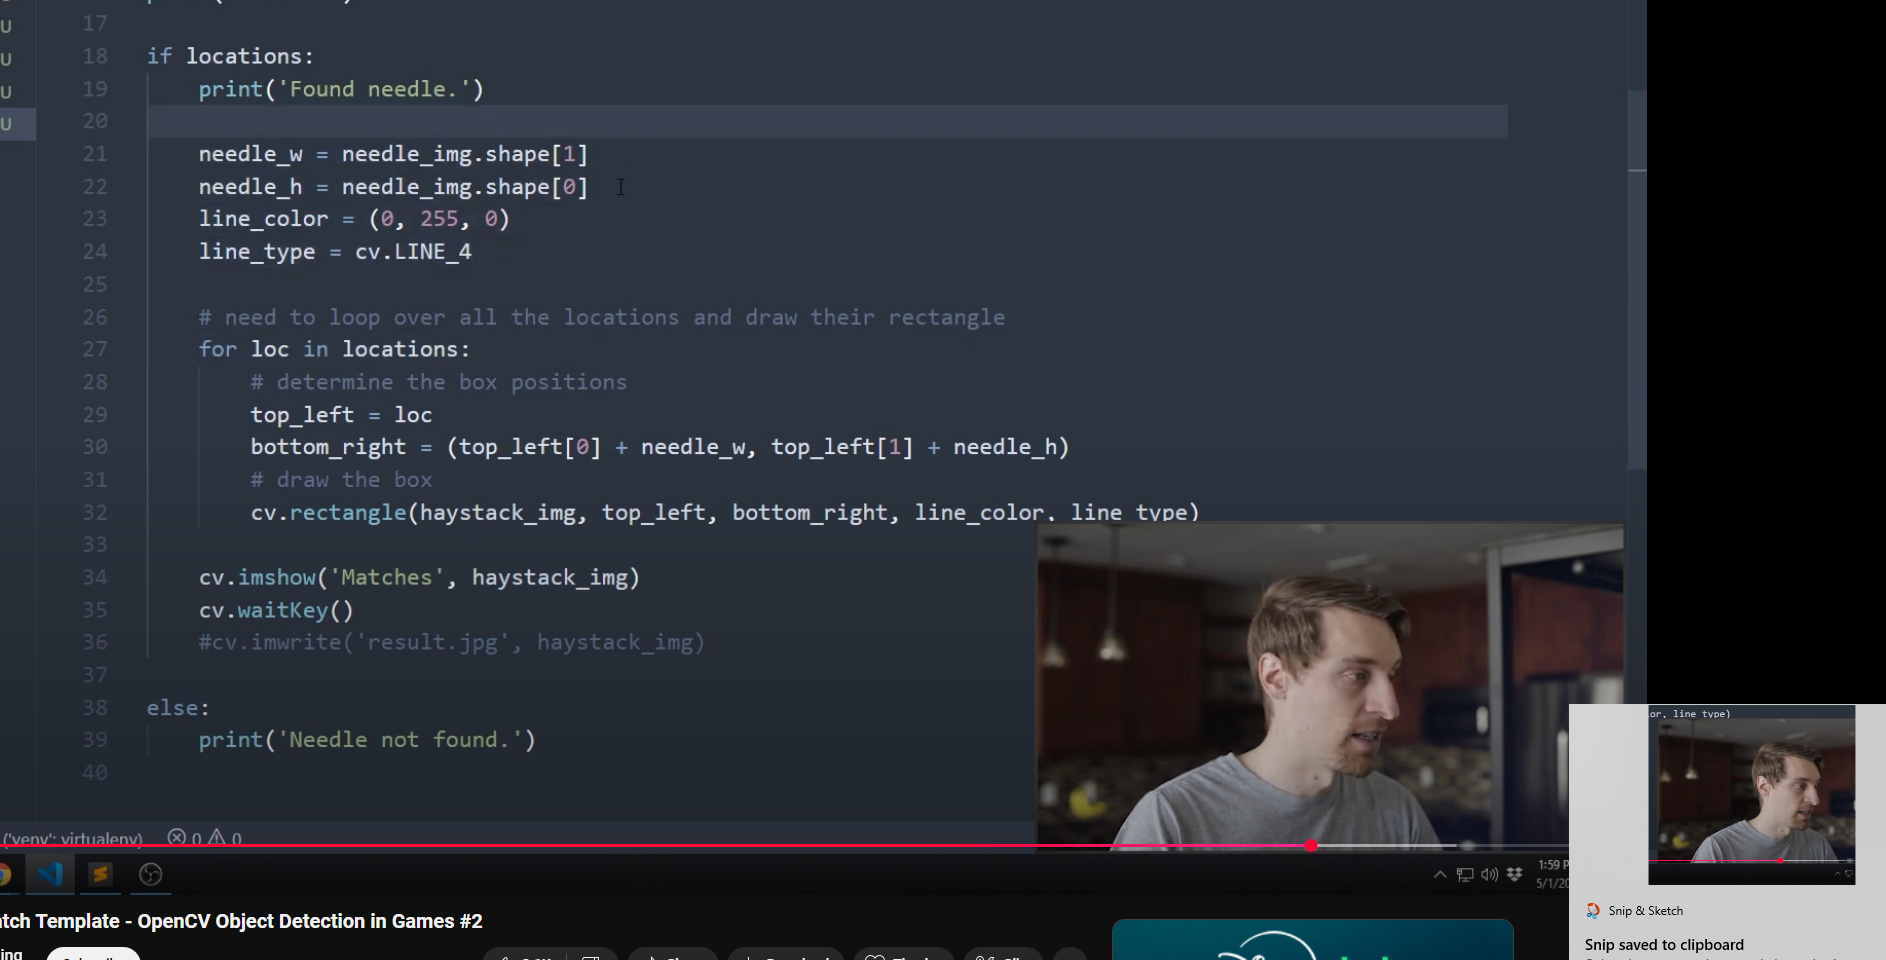 U
17
U
18 if locations:
U
19 print('Found needle.')
U
20
21 needle_w = needle_img.shape[1]
22 needle_h = needle_img.shape[0]
23 line_color = (0, 255, 0)
24 line_type = cv.LINE_4
25
26 # need to loop over all the locations and draw their rectangle
27 for loc in locations:
28 # determine the box positions
29 top_left = loc
30 bottom_right = (top_left[0] + needle_w, top_left[1] + needle_h)
31 # draw the box
32 cv.rectangle(haystack_img, top_left, bottom_right, line_color, line_type)
33
34 cv.imshow('Matches', haystack_img)
35 cv.waitKey()
36 #cv.imwrite('result.jpg', haystack_img)
37
38 else:
39 print('Needle not found.')
40
('venv': virtualenv) 0 0
1:59 P
5/1/20
atch Template - OpenCV Object Detection in Games #2
ing
or, line type)
Snip & Sketch
Snip saved to clipboard